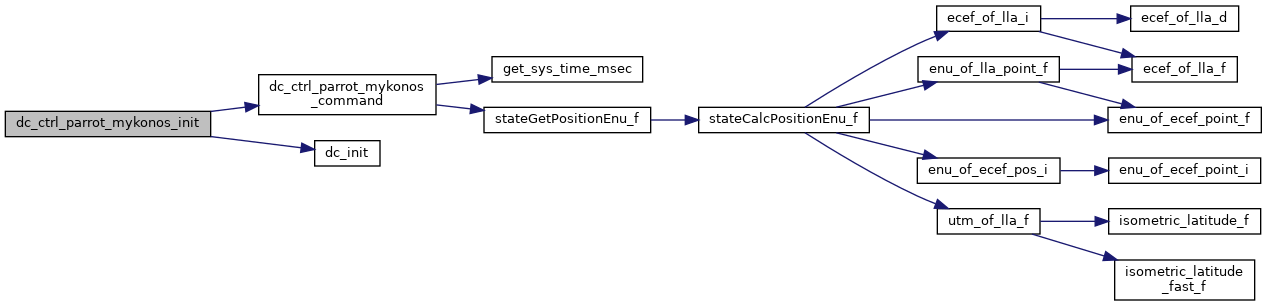 dc_ctrl_parrot_mykonos_init
dc_ctrl_parrot_mykonos
_command
dc_init
get_sys_time_msec
stateGetPositionEnu_f
stateCalcPositionEnu_f
ecef_of_lla_i
enu_of_lla_point_f
enu_of_ecef_pos_i
utm_of_lla_f
ecef_of_lla_d
ecef_of_lla_f
enu_of_ecef_point_f
enu_of_ecef_point_i
isometric_latitude_f
isometric_latitude
_fast_f